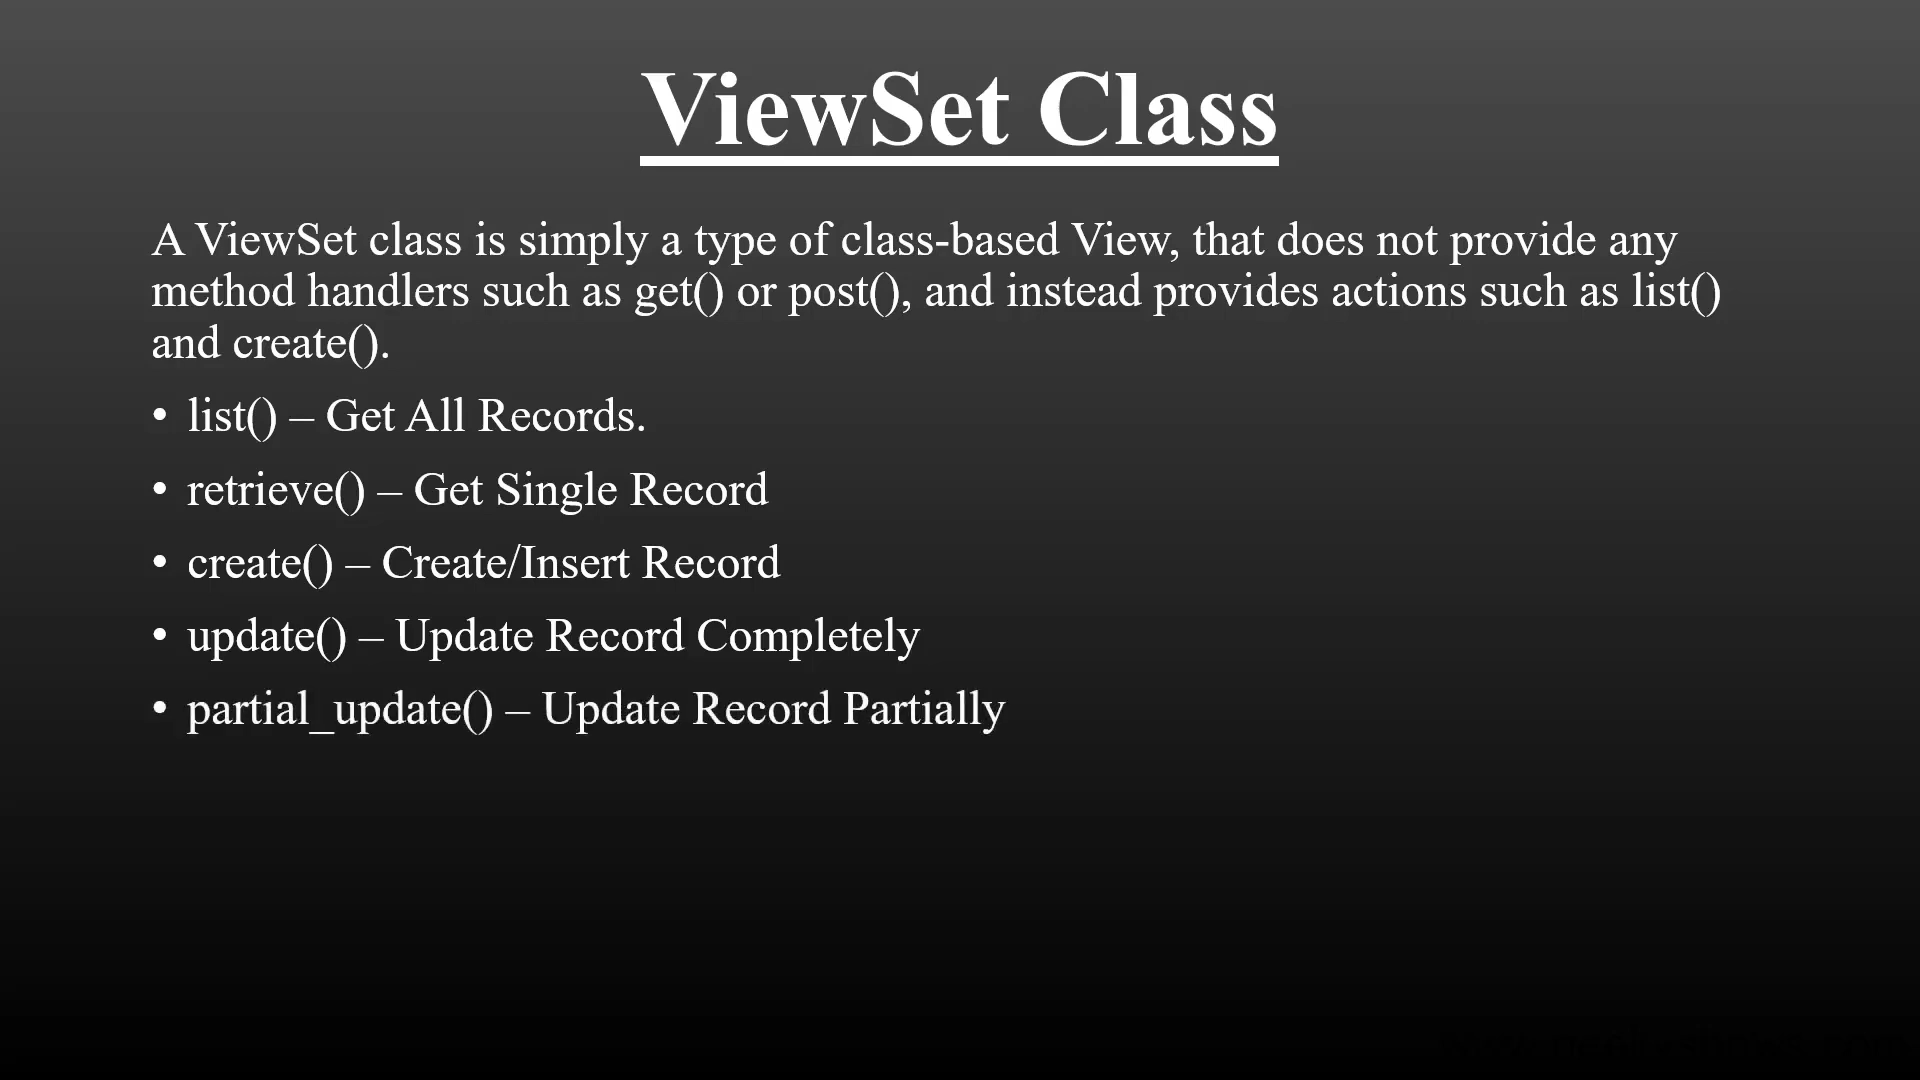 ViewSet Class
A ViewSet class is simply a type of class-based View, that does not provide any
method handlers such as get() or post(), and instead provides actions such as list()
and create().
• list() – Get All Records.
• retrieve() – Get Single Record
• create() – Create/Insert Record
• update() – Update Record Completely
• partial_update() – Update Record Partially